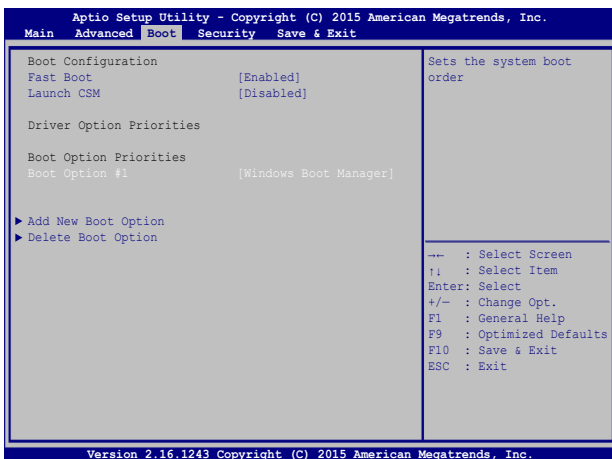 Aptio Setup Utility - Copyright (C) 2015 American Megatrends, Inc.
Main Advanced Boot Security Save & Exit
Boot Configuration
Fast Boot [Enabled]
Launch CSM [Disabled]
Driver Option Priorities
Boot Option Priorities
Boot Option #1 [Windows Boot Manager]
▶ Add New Boot Option
▶ Delete Boot Option
Sets the system boot
order
→← : Select Screen
↑↓ : Select Item
Enter: Select
+/— : Change Opt.
F1 : General Help
F9 : Optimized Defaults
F10 : Save & Exit
ESC : Exit
Version 2.16.1243 Copyright (C) 2015 American Megatrends, Inc.